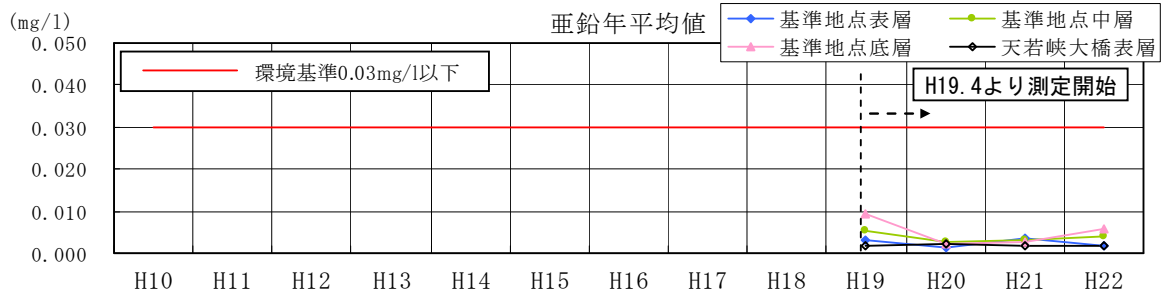 (mg/l)
亜鉛年平均値
基準地点表層
基準地点中層
基準地点底層
天若峡大橋表層
環境基準0.03mg/l以下
H19.4より測定開始
0.050
0.040
0.030
0.020
0.010
0.000
H10 H11 H12 H13 H14 H15 H16 H17 H18 H19 H20 H21 H22